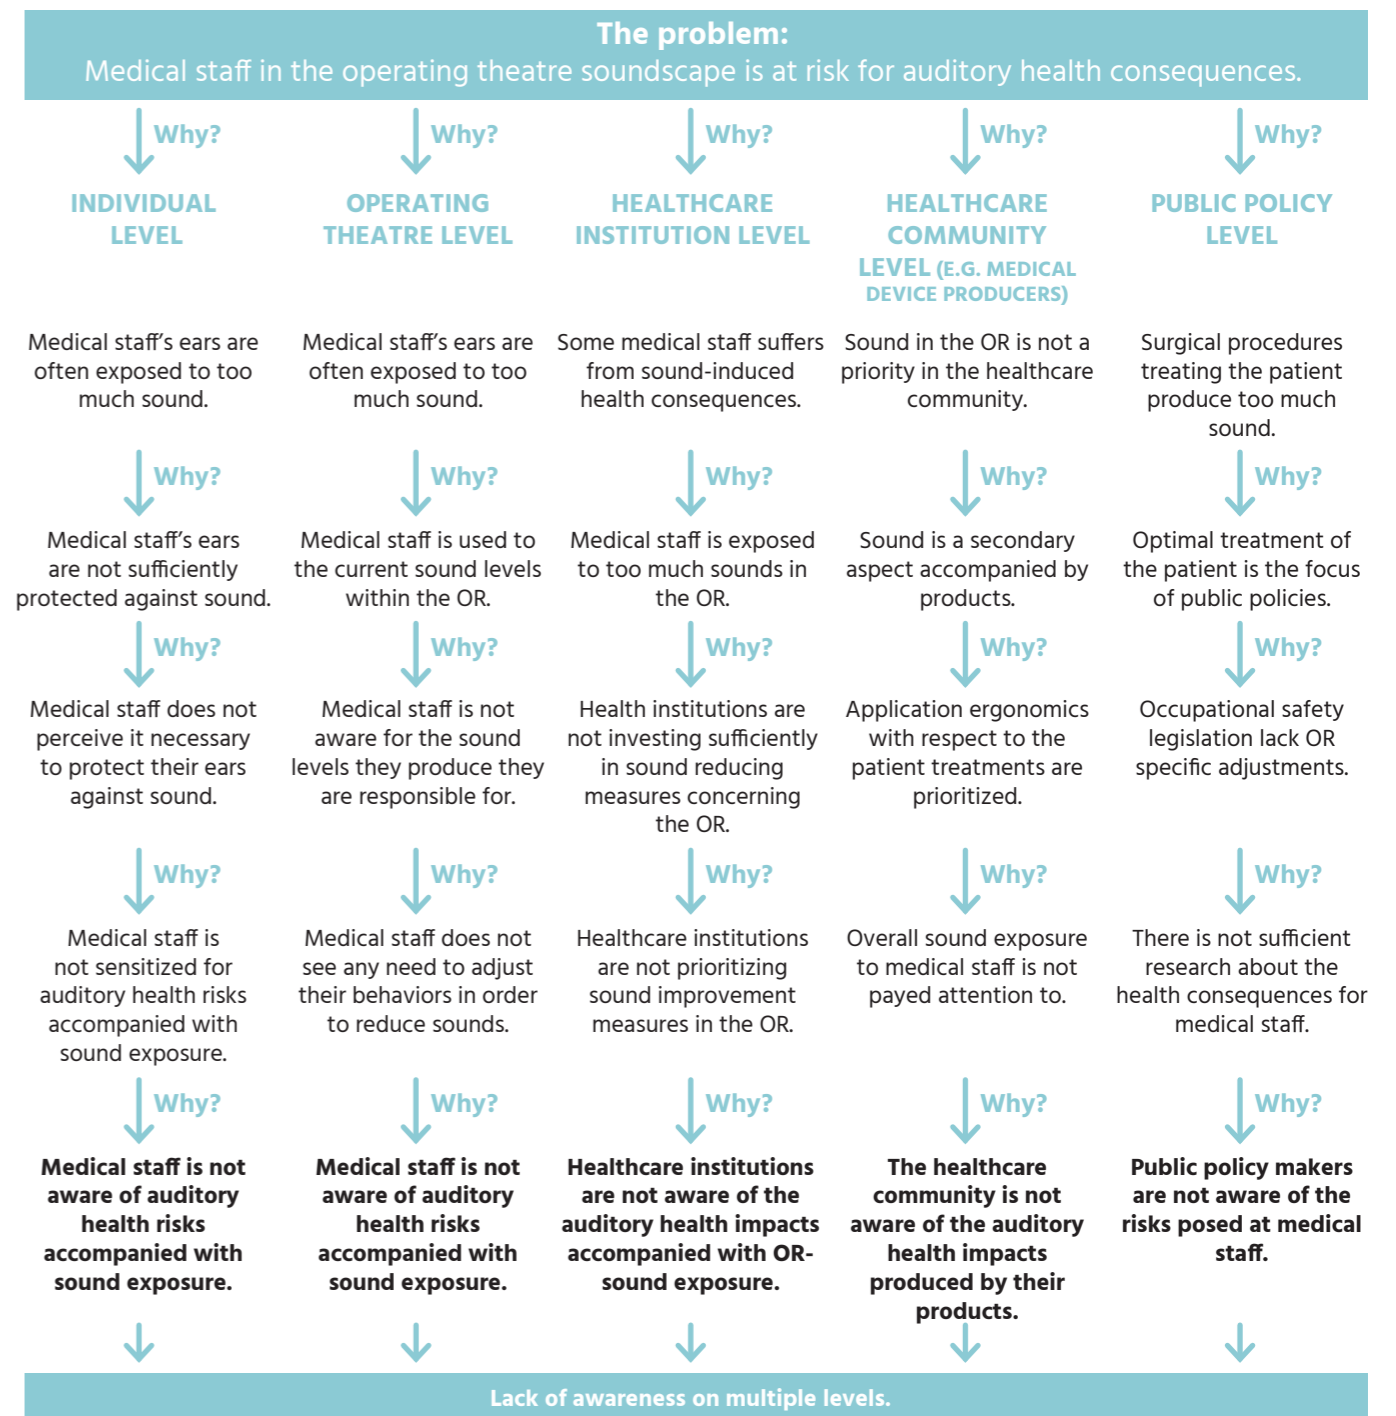 The problem:
Medical staff in the operating theatre soundscape is at risk for auditory health consequences.
Why?
Why?
Why?
Why?
Why?
INDIVIDUAL
LEVEL
OPERATING
THEATRE LEVEL
HEALTHCARE
INSTITUTION LEVEL
HEALTHCARE
COMMUNITY
LEVEL (E.G. MEDICAL
DEVICE PRODUCERS)
PUBLIC POLICY
LEVEL
Medical staff’s ears are
often exposed to too
much sound.
Medical staff’s ears are
often exposed to too
much sound.
Some medical staff suffers
from sound-induced
health consequences.
Sound in the OR is not a
priority in the healthcare
community.
Surgical procedures
treating the patient
produce too much
sound.
Why?
Why?
Why?
Why?
Why?
Medical staff’s ears
are not sufficiently
protected against sound.
Medical staff is used to
the current sound levels
within the OR.
Medical staff is exposed
to too much sounds in
the OR.
Sound is a secondary
aspect accompanied by
products.
Optimal treatment of
the patient is the focus
of public policies.
Why?
Why?
Why?
Why?
Why?
Medical staff does not
perceive it necessary
to protect their ears
against sound.
Medical staff is not
aware for the sound
levels they produce they
are responsible for.
Health institutions are
not investing sufficiently
in sound reducing
measures concerning
the OR.
Application ergonomics
with respect to the
patient treatments are
prioritized.
Occupational safety
legislation lack OR
specific adjustments.
Why?
Why?
Why?
Why?
Why?
Medical staff is
not sensitized for
auditory health risks
accompanied with
sound exposure.
Medical staff does not
see any need to adjust
their behaviors in order
to reduce sounds.
Healthcare institutions
are not prioritizing
sound improvement
measures in the OR.
Overall sound exposure
to medical staff is not
payed attention to.
There is not sufficient
research about the
health consequences for
medical staff.
Why?
Why?
Why?
Why?
Why?
Medical staff is not
aware of auditory
health risks
accompanied with
sound exposure.
Medical staff is not
aware of auditory
health risks
accompanied with
sound exposure.
Healthcare institutions
are not aware of the
auditory health impacts
accompanied with OR-
sound exposure.
The healthcare
community is not
aware of the auditory
health impacts
produced by their
products.
Public policy makers
are not aware of the
risks posed at medical
staff.
Lack of awareness on multiple levels.